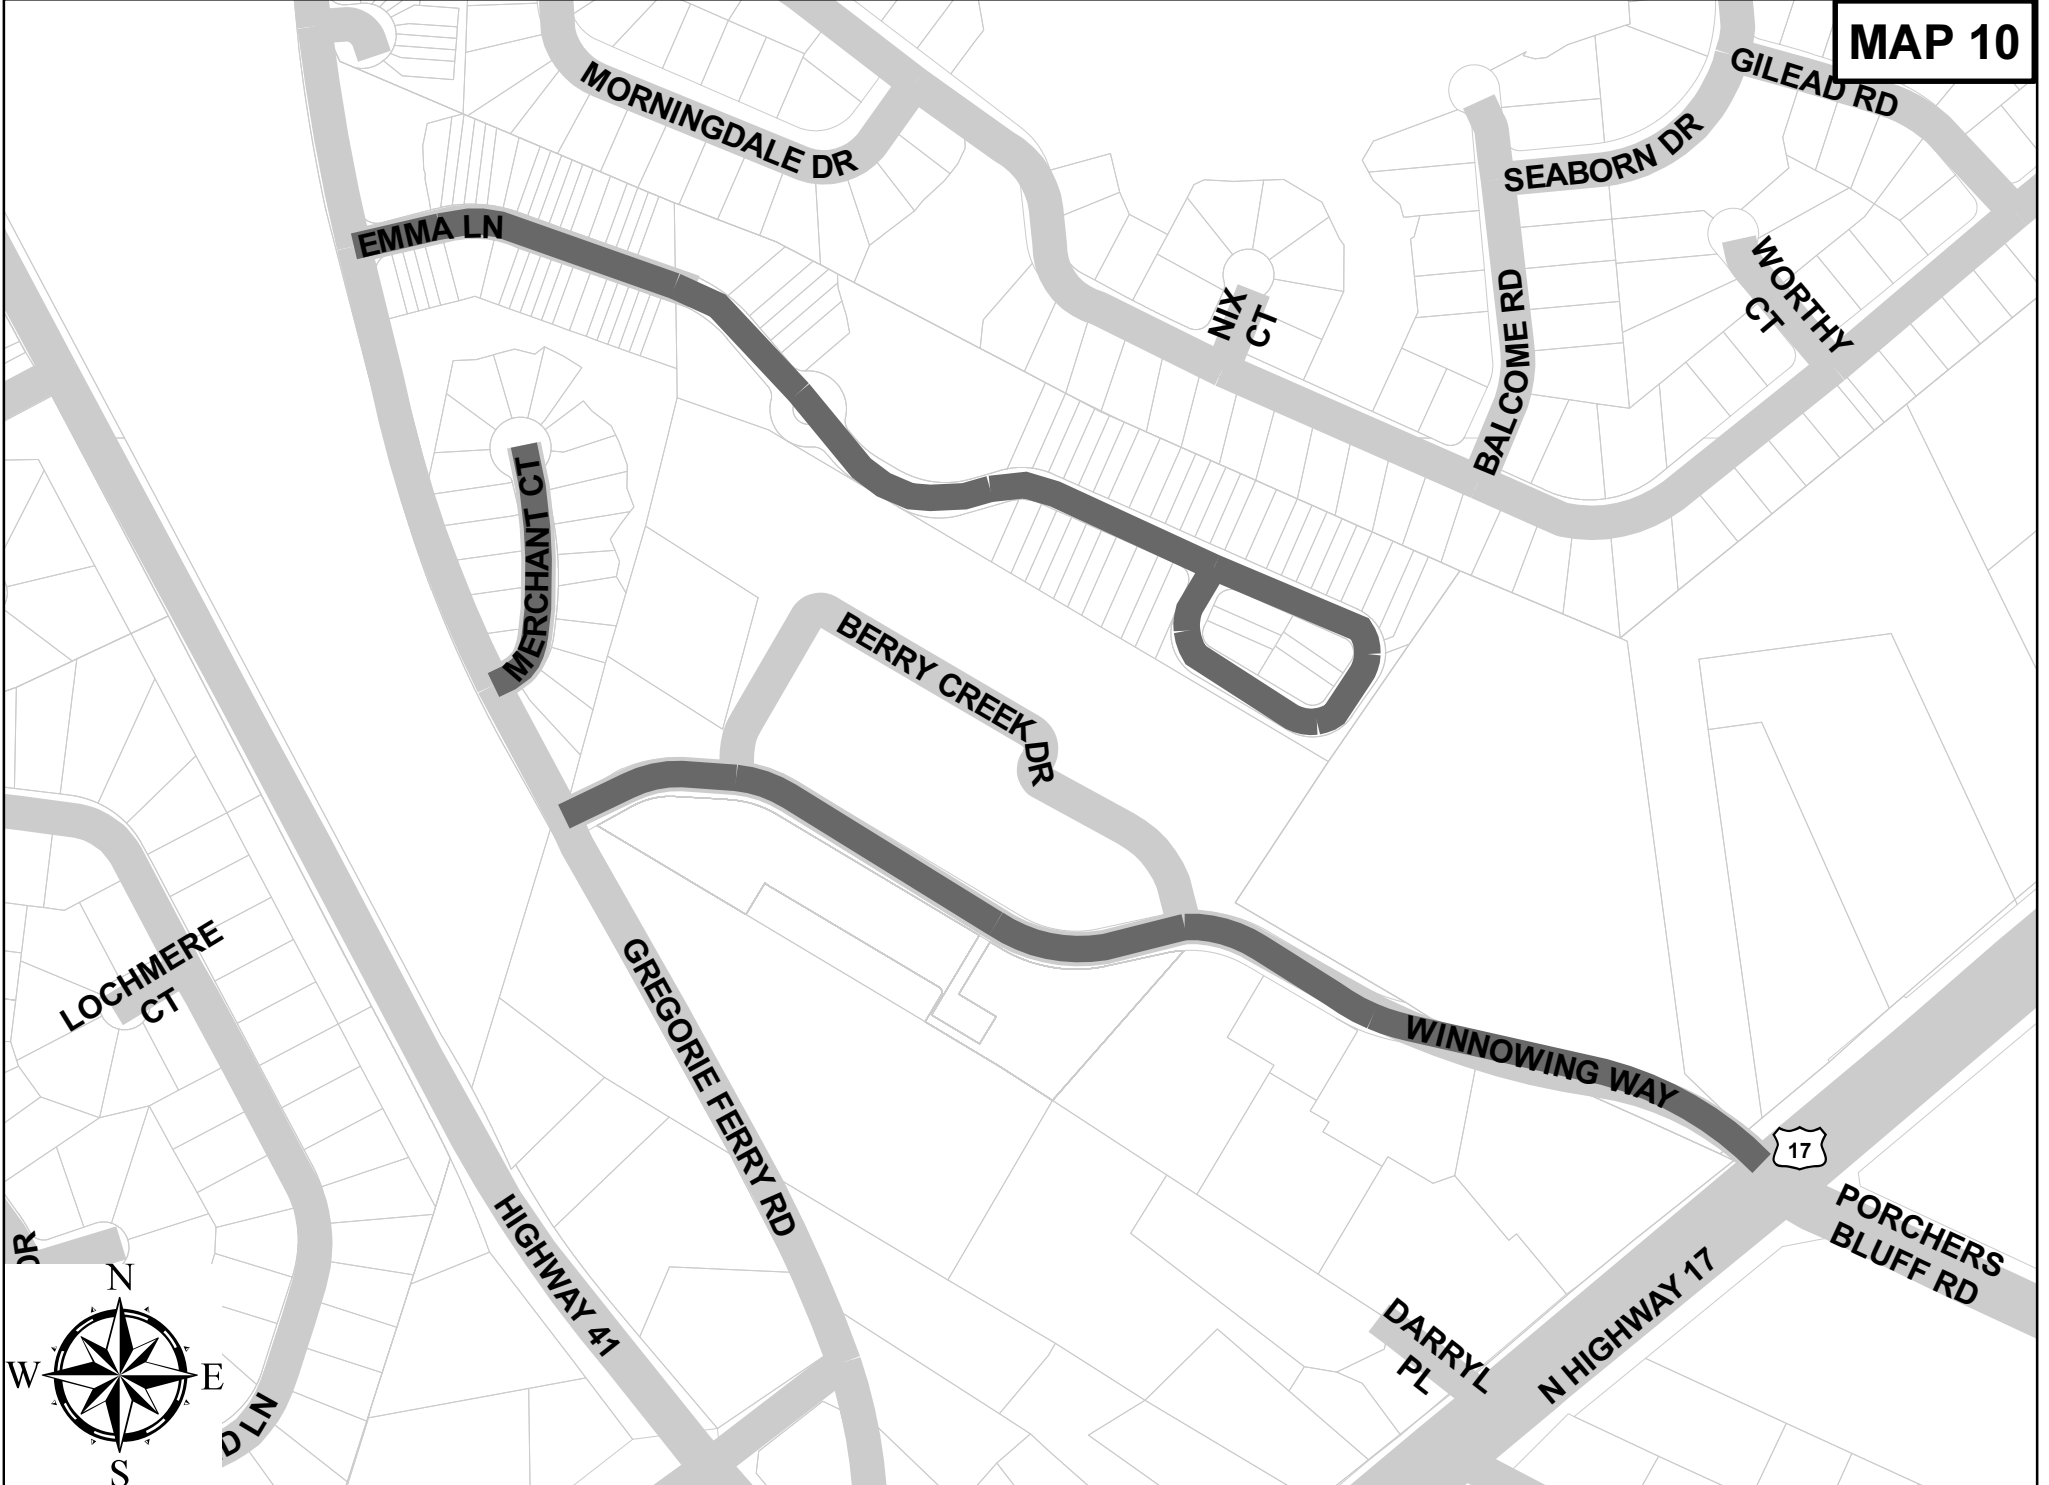 MAP 10
GILEAD RD
MORNINGDALE DR
SEABORN DR
EMMA LN
WORTHY
CT
NIX
CT
BALCOME RD
MERCHANT CT
BERRY CREEK DR
LOCHMERE
CT
GREGORIE FERRY RD
WINNOWING WAY
17
PORCHERS
BLUFF RD
HIGHWAY 41
N HIGHWAY 17
DARRYL
PL
DR
D LN
N
W E
S